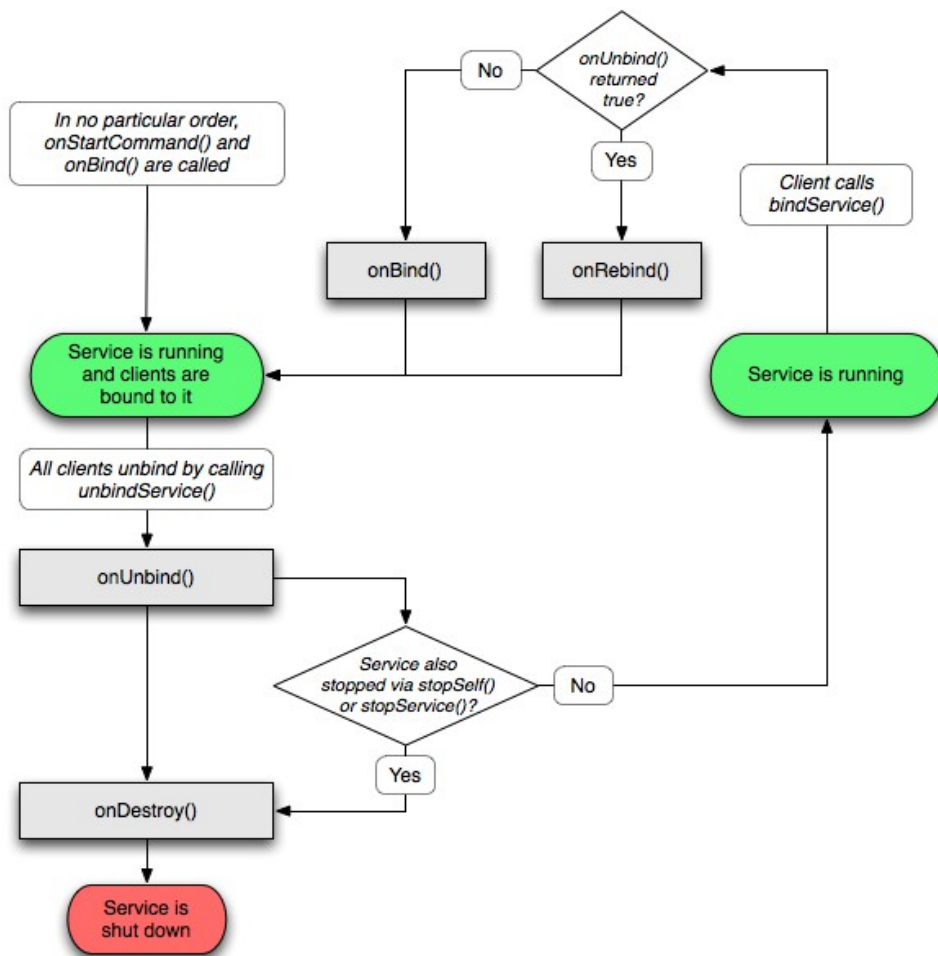 onUnbind()
returned
true?
No
Yes
In no particular order,
onStartCommand() and
onBind() are called
Client calls
bindService()
onBind()
onRebind()
Service is running
and clients are
bound to it
Service is running
All clients unbind by calling
unbindService()
onUnbind()
Service also
stopped via stopSelf()
or stopService()?
No
Yes
onDestroy()
Service is
shut down